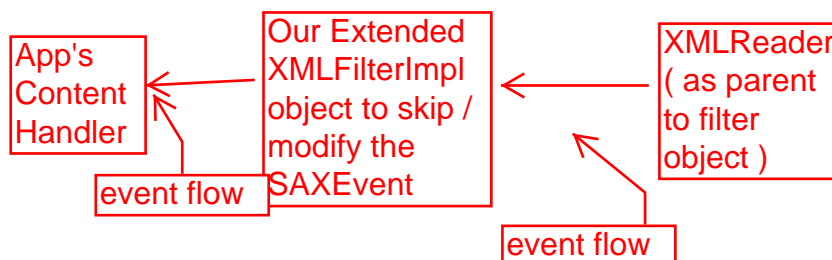 App's
Content
Handler
Our Extended
XMLFilterImpl
object to skip /
modify the
SAXEvent
XMLReader
( as parent
to filter
object )
event flow
event flow